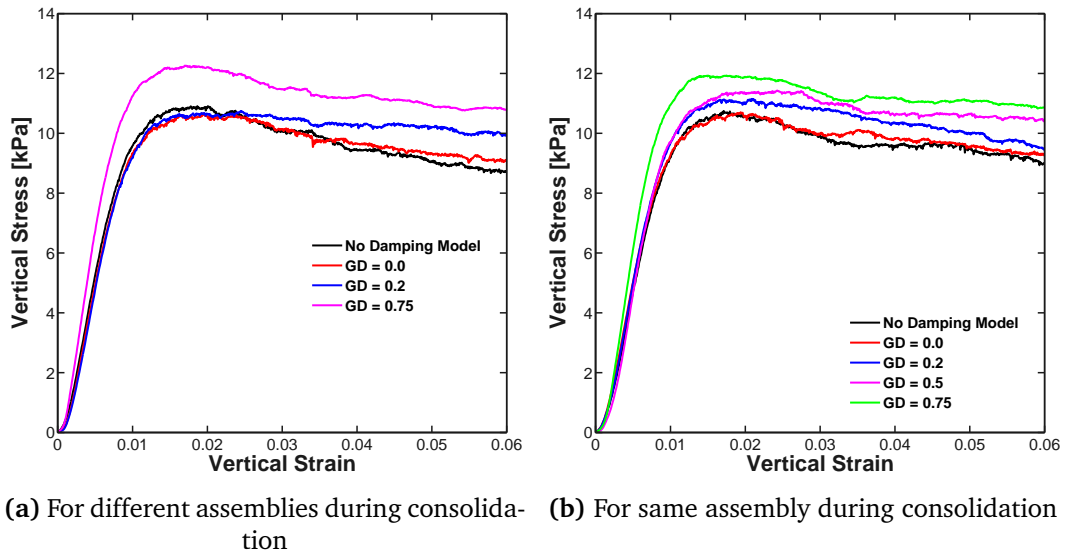 14
12
10
8
6
4
2
0
Vertical Stress [kPa]
No Damping Model
GD = 0.0
GD = 0.2
GD = 0.75
0 0.01 0.02 0.03 0.04 0.05 0.06
Vertical Strain
(a) For different assemblies during consolida-
tion
14
12
10
8
6
4
2
0
Vertical Stress [kPa]
No Damping Model
GD = 0.0
GD = 0.2
GD = 0.5
GD = 0.75
0 0.01 0.02 0.03 0.04 0.05 0.06
Vertical Strain
(b) For same assembly during consolidation